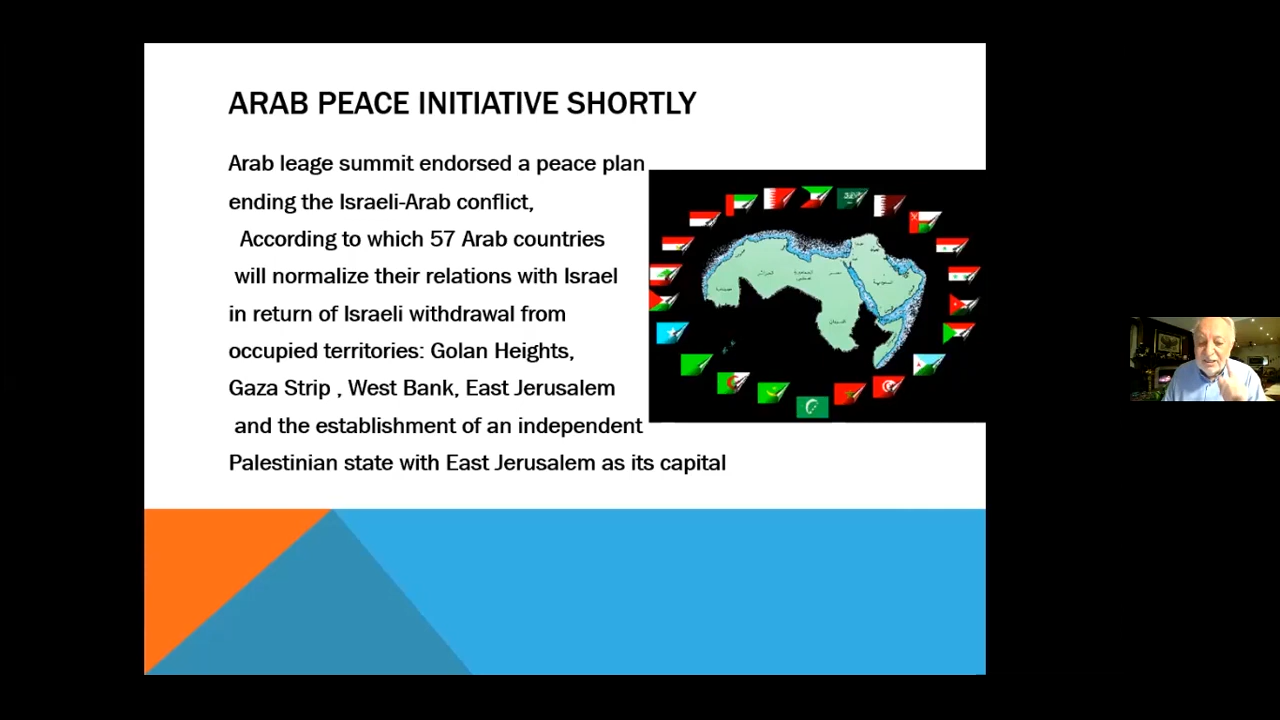 ARAB PEACE INITIATIVE SHORTLY
Arab leage summit endorsed a peace plan
ending the Israeli-Arab conflict,
According to which 57 Arab countries
will normalize their relations with Israel
in return of Israeli withdrawal from
occupied territories: Golan Heights,
Gaza Strip , West Bank, East Jerusalem
and the establishment of an independent
Palestinian state with East Jerusalem as its capital